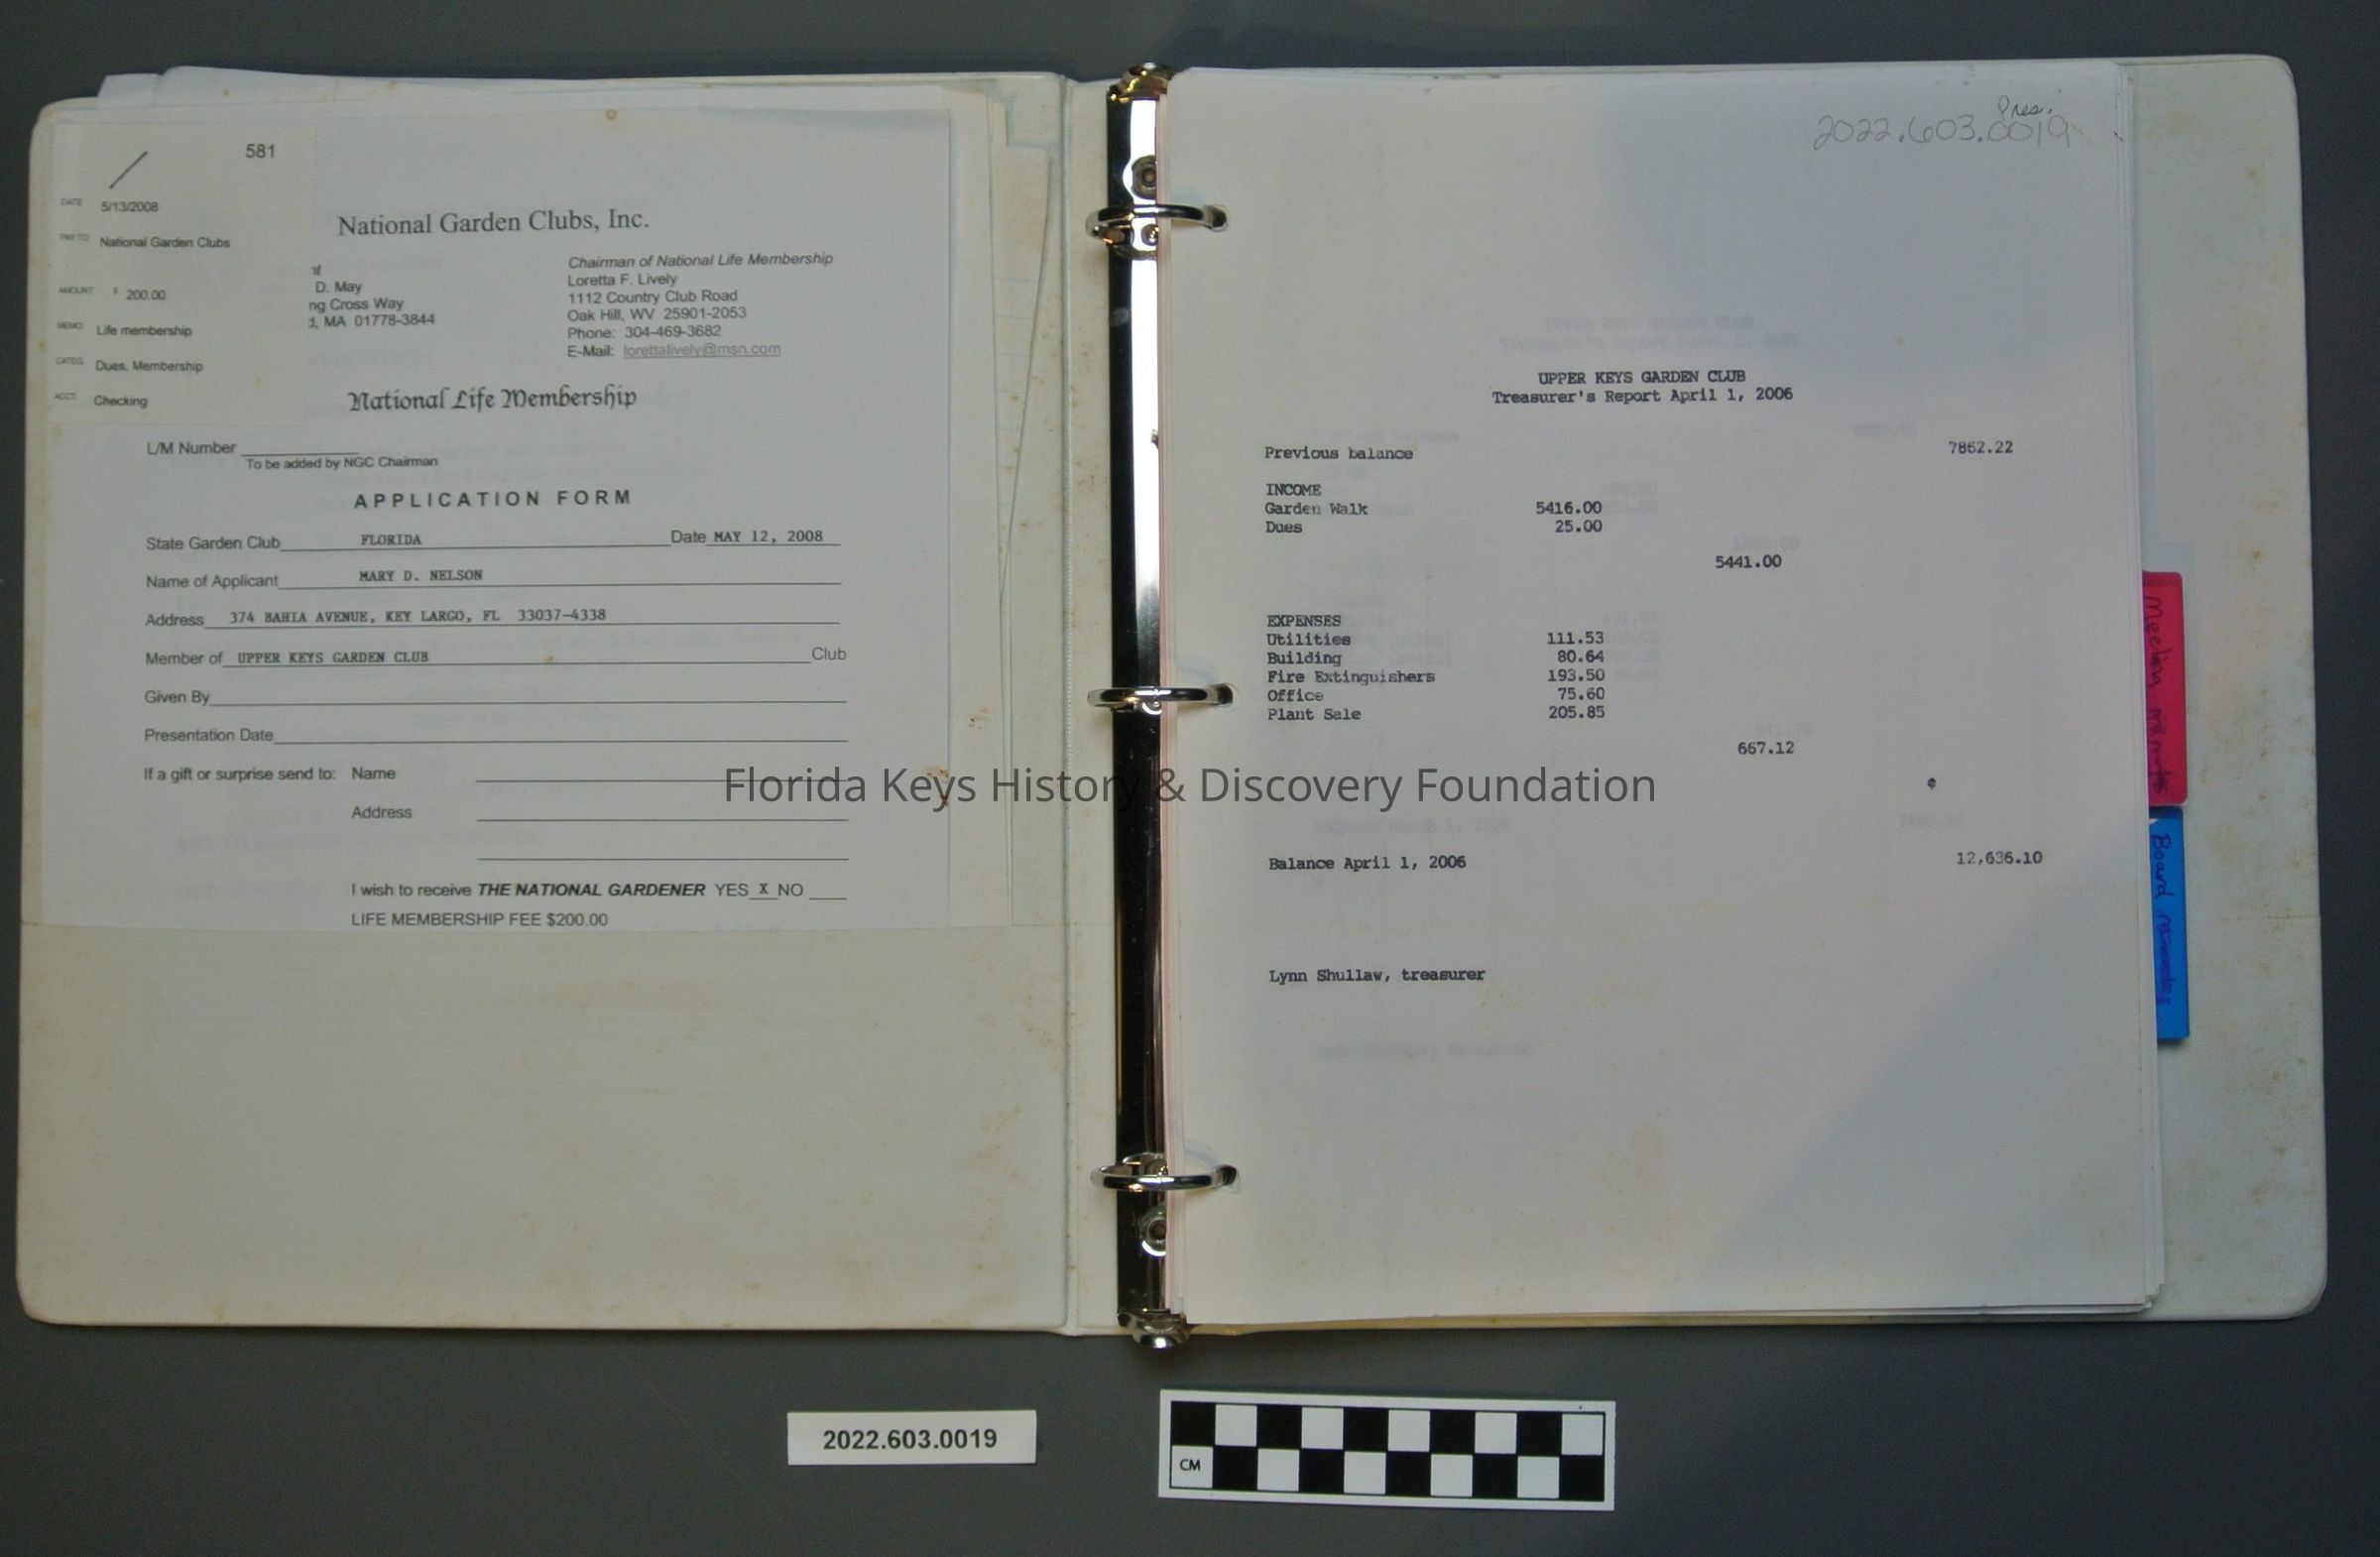 581
DATE 5/13/2008
PAY TO National Garden Clubs
AMOUNT $ 200.00
MEMO Life membership
CATEG. Dues, Membership
ACCT. Checking
National Garden Clubs, Inc.
D. May
ng Cross Way
d, MA 01778-3844
Chairman of National Life Membership
Loretta F. Lively
1112 Country Club Road
Oak Hill, WV 25901-2053
Phone: 304-469-3682
E-Mail: lorettalively@msn.com
National Life Membership
L/M Number
To be added by NGC Chairman
APPLICATION FORM
State Garden Club FLORIDA Date MAY 12, 2008
Name of Applicant MARY D. NELSON
Address 374 BAHIA AVENUE, KEY LARGO, FL 33037-4338
Member of UPPER KEYS GARDEN CLUB Club
Given By
Presentation Date
If a gift or surprise send to: Name
Address
I wish to receive THE NATIONAL GARDENER YES X NO
LIFE MEMBERSHIP FEE $200.00
Pres.
2022.603.0019
UPPER KEYS GARDEN CLUB
Treasurer's Report April 1, 2006
Previous balance 7862.22
INCOME
Garden Walk 5416.00
Dues 25.00
5441.00
EXPENSES
Utilities 111.53
Building 80.64
Fire Extinguishers 193.50
Office 75.60
Plant Sale 205.85
667.12
Balance April 1, 2006 12,636.10
Lynn Shullaw, treasurer
Meeting minutes
Board minutes
Florida Keys History & Discovery Foundation
2022.603.0019
CM